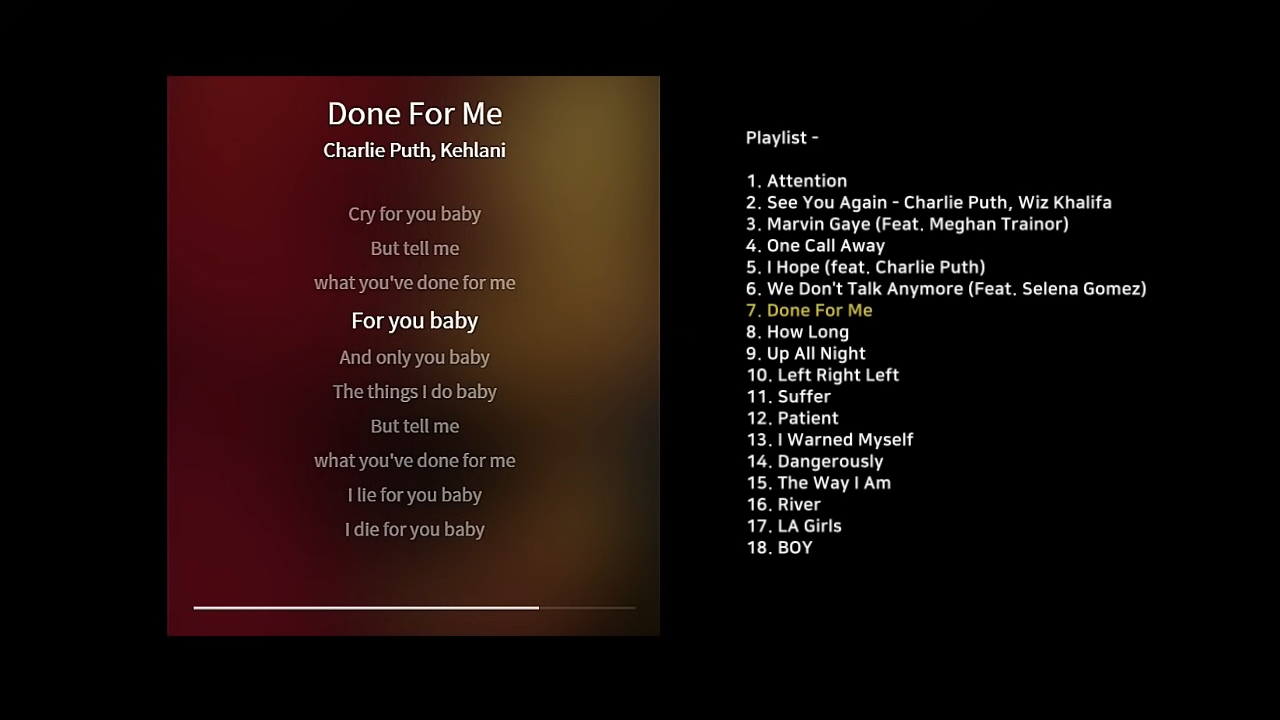 Done For Me
Charlie Puth, Kehlani
Cry for you baby
But tell me
what you've done for me
For you baby
And only you baby
The things I do baby
But tell me
what you've done for me
I lie for you baby
I die for you baby
Playlist -
1. Attention
2. See You Again - Charlie Puth, Wiz Khalifa
3. Marvin Gaye (Feat. Meghan Trainor)
4. One Call Away
5. I Hope (feat. Charlie Puth)
6. We Don't Talk Anymore (Feat. Selena Gomez)
7. Done For Me
8. How Long
9. Up All Night
10. Left Right Left
11. Suffer
12. Patient
13. I Warned Myself
14. Dangerously
15. The Way I Am
16. River
17. LA Girls
18. BOY